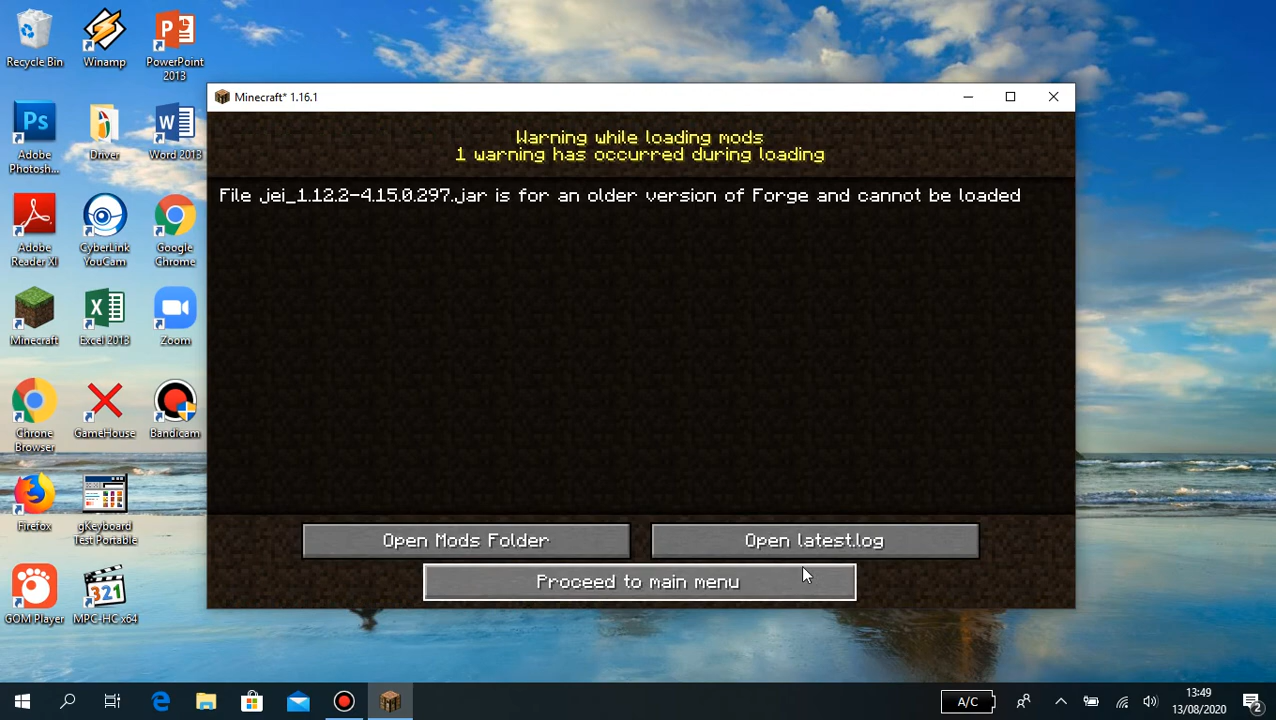 Recycle Bin
Winamp
PowerPoint
2013
Ps
Adobe
Photosh...
Driver
Word 2013
Adobe
Reader XI
CyberLink
YouCam
Google
Chrome
Minecraft
Excel 2013
Zoom
Chrome
Browser
GameHouse
Bandicam
Firefox
gKeyboard
Test Portable
GOM Player
321
MPC-HC x64
Minecraft* 1.16.1
Warning while loading mods
1 warning has occurred during loading
File jei_1.12.2-4.15.0.297.jar is for an older version of Forge and cannot be loaded
Open Mods Folder
Open latest.log
Proceed to main menu
A/C
13:49
13/08/2020
2